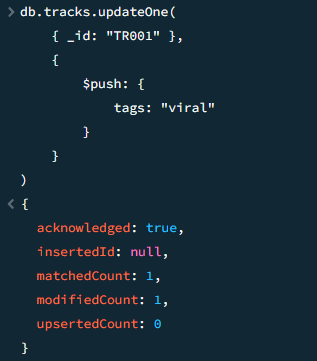 > db.tracks.updateOne(
    { _id: "TR001" },
    {
        $push: {
            tags: "viral"
        }
    }
)
< {
  acknowledged: true,
  insertedId: null,
  matchedCount: 1,
  modifiedCount: 1,
  upsertedCount: 0
}